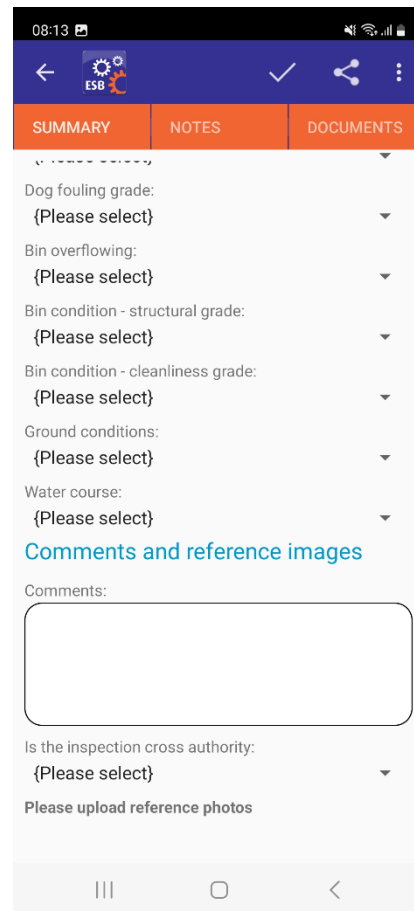 08:13
ESB
SUMMARY
NOTES
DOCUMENTS
Dog fouling grade:
{Please select}
Bin overflowing:
{Please select}
Bin condition - structural grade:
{Please select}
Bin condition - cleanliness grade:
{Please select}
Ground conditions:
{Please select}
Water course:
{Please select}
Comments and reference images
Comments:
Is the inspection cross authority:
{Please select}
Please upload reference photos